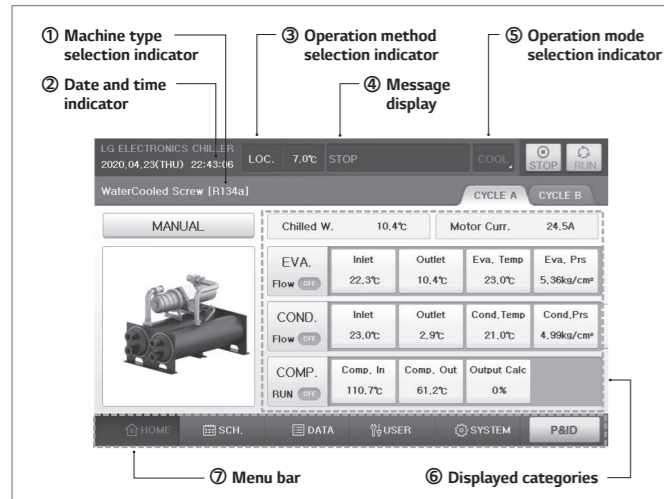 ① Machine type selection indicator
② Date and time indicator
③ Operation method selection indicator
④ Message display
⑤ Operation mode selection indicator
LG ELECTRONICS CHILLER
2020.04.23(THU) 22:43:06
LOC. 7.0℃ STOP COOL STOP RUN
WaterCooled Screw [R134a]
CYCLE A CYCLE B
MANUAL
Chilled W. 10.4℃ Motor Curr. 24.5A
EVA. Inlet Outlet Eva. Temp Eva. Prs
Flow OFF 22.3℃ 10.4℃ 23.0℃ 5.36kg/cm²
COND. Inlet Outlet Cond.Temp Cond.Prs
Flow OFF 23.0℃ 2.9℃ 21.0℃ 4.99kg/cm²
COMP. Comp. In Comp. Out Output Calc
RUN OFF 110.7℃ 61.2℃ 0%
HOME SCH. DATA USER SYSTEM P&ID
⑦ Menu bar
⑥ Displayed categories